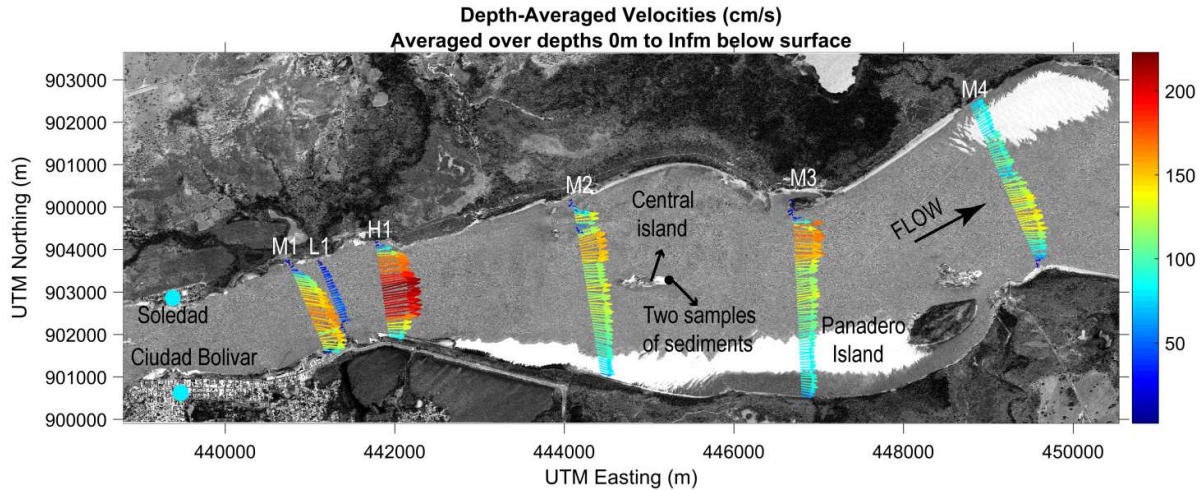 Depth-Averaged Velocities (cm/s)
Averaged over depths 0m to Infm below surface
UTM Northing (m)
903000
902000
901000
900000
904000
903000
902000
901000
900000
M1
L1
H1
M2
M3
M4
Central
island
FLOW
Two samples
of sediments
Panadero
Island
Soledad
Ciudad Bolivar
200
150
100
50
440000
442000
444000
446000
448000
450000
UTM Easting (m)